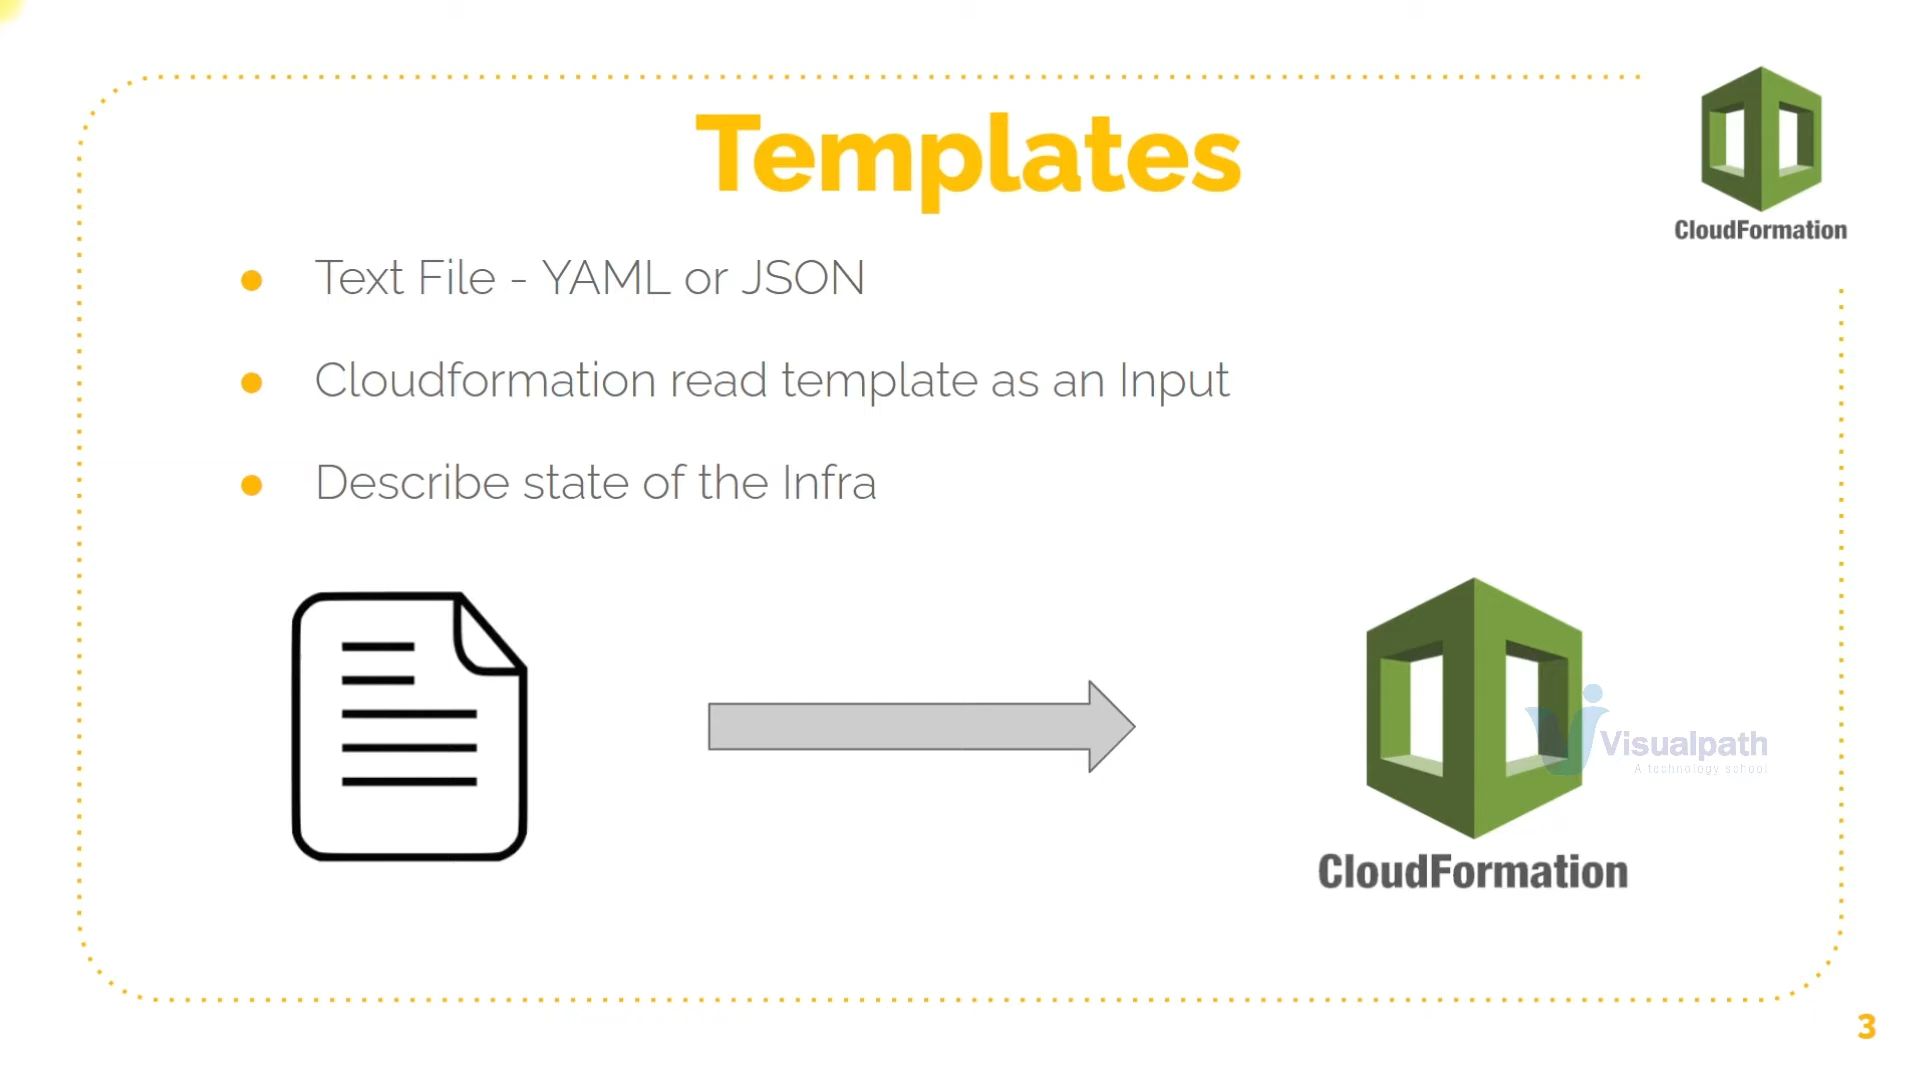 Templates
CloudFormation
Text File - YAML or JSON
Cloudformation read template as an Input
Describe state of the Infra
Visualpath
A technology school
CloudFormation
3